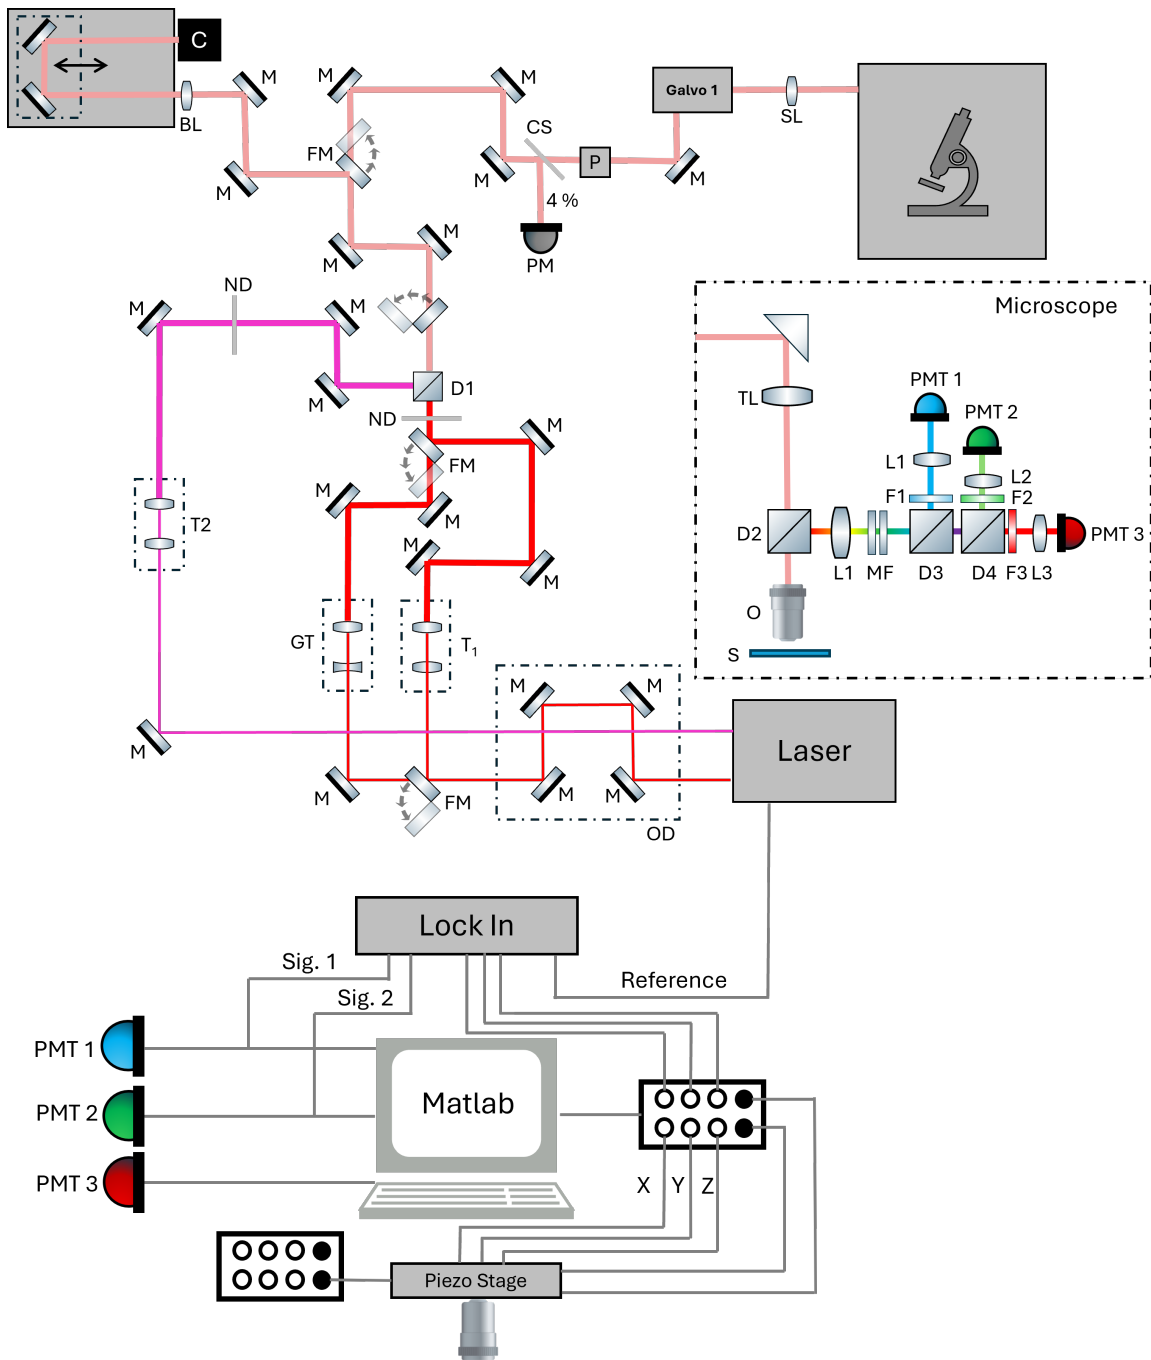 C
BL
M
M
M
M
FM
CS
M
P
4 %
PM
Galvo 1
M
SL
M
M
ND
M
M
M
D1
ND
M
FM
M
M
M
M
T2
GT
T1
M
M
FM
M
M
M
M
OD
Laser
Microscope
TL
PMT 1
PMT 2
L1
L2
F1
F2
D2
PMT 3
L1
MF
D3
D4
F3
L3
O
S
Lock In
Sig. 1
Sig. 2
Reference
PMT 1
PMT 2
PMT 3
Matlab
X
Y
Z
Piezo Stage